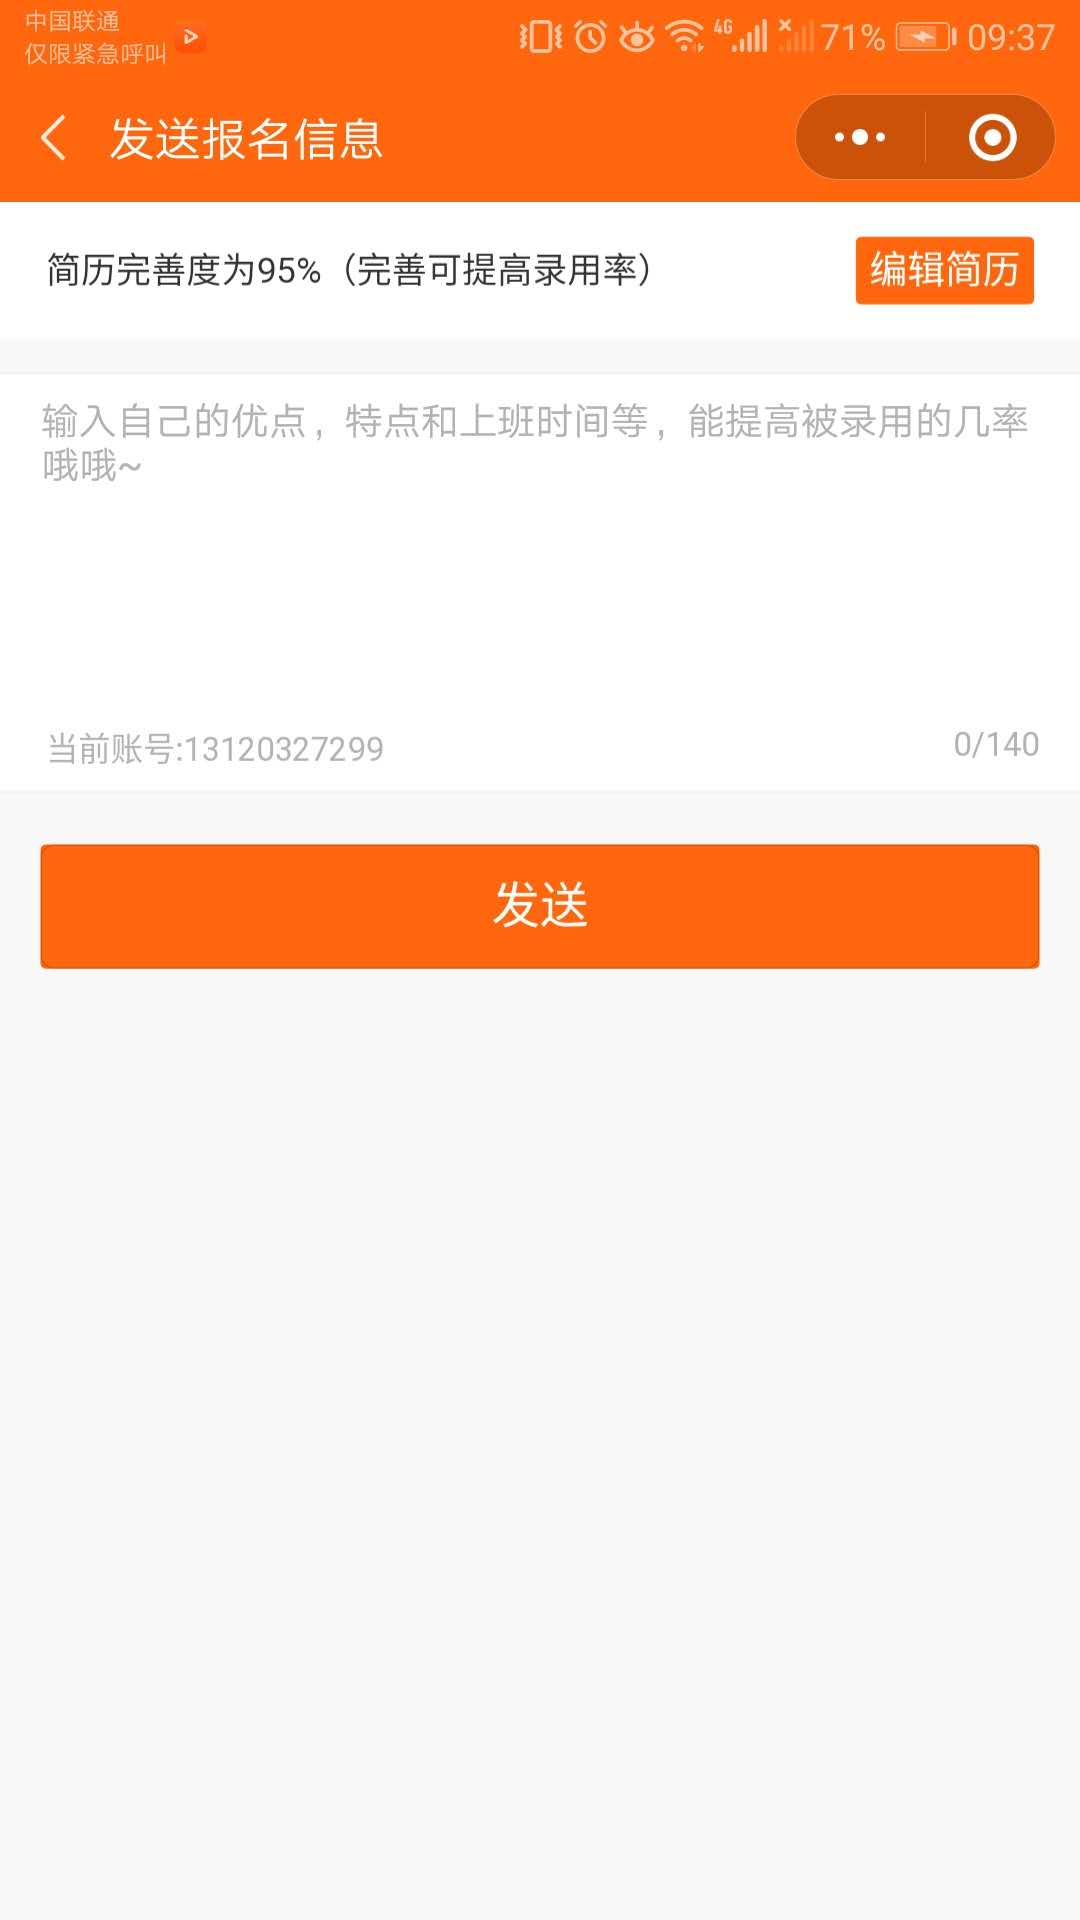 中国联通
仅限紧急呼叫
4G 71% 09:37
发送报名信息
简历完善度为95%（完善可提高录用率）
编辑简历
输入自己的优点，特点和上班时间等，能提高被录用的几率
哦哦~
当前账号:13120327299
0/140
发送